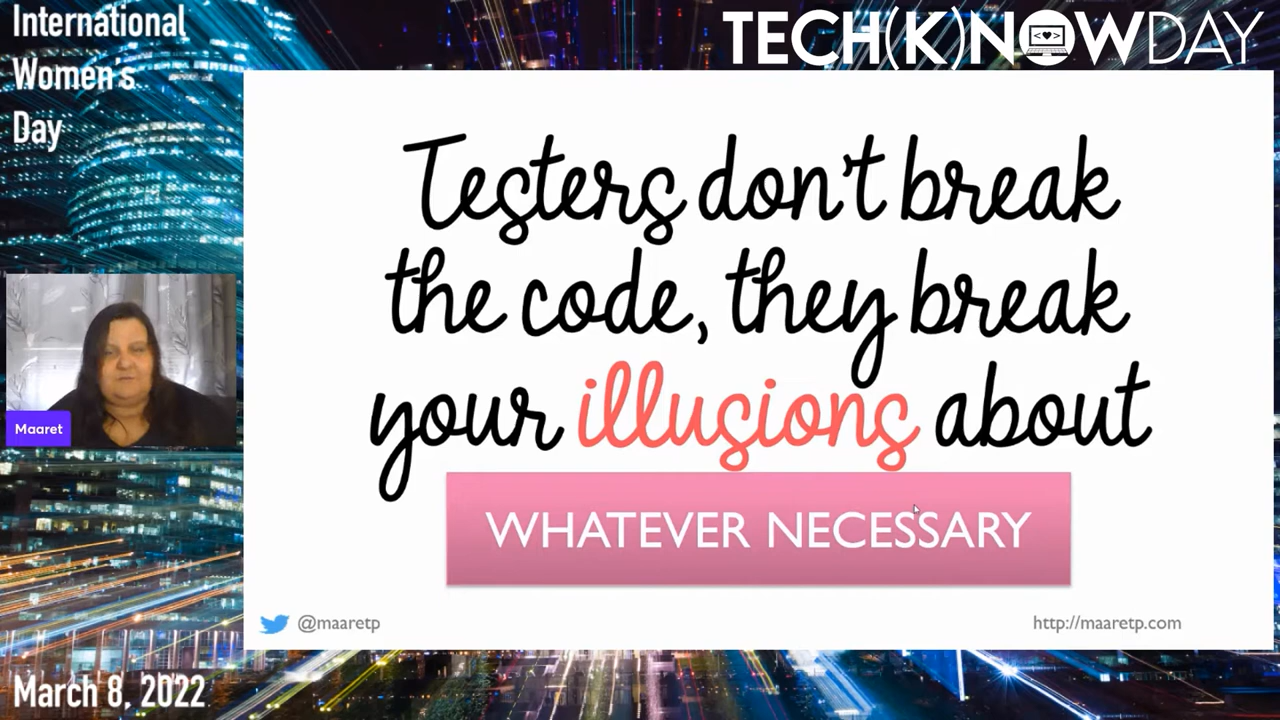 International
Women's
Day
TECH(K)NOWDAY
Testers don't break
the code, they break
your illusions about
WHATEVER NECESSARY
Maaret
@maaretp
http://maaretp.com
March 8, 2022